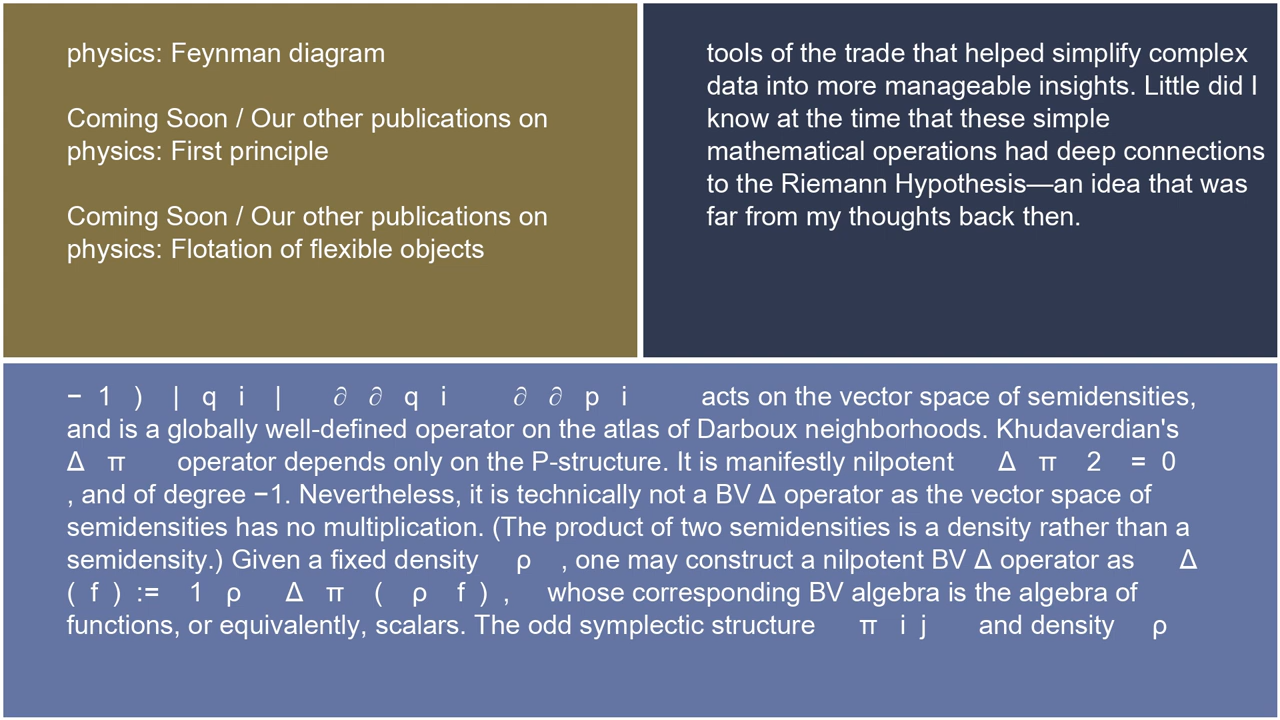 physics: Feynman diagram
Coming Soon / Our other publications on
physics: First principle
Coming Soon / Our other publications on
physics: Flotation of flexible objects
tools of the trade that helped simplify complex
data into more manageable insights. Little did I
know at the time that these simple
mathematical operations had deep connections
to the Riemann Hypothesis—an idea that was
far from my thoughts back then.
− 1 ) | q i | ∂ ∂ q i ∂ ∂ p i acts on the vector space of semidensities,
and is a globally well-defined operator on the atlas of Darboux neighborhoods. Khudaverdian's
Δ π operator depends only on the P-structure. It is manifestly nilpotent Δ π 2 = 0
, and of degree −1. Nevertheless, it is technically not a BV Δ operator as the vector space of
semidensities has no multiplication. (The product of two semidensities is a density rather than a
semidensity.) Given a fixed density ρ , one may construct a nilpotent BV Δ operator as Δ
( f ) := 1 ρ Δ π ( ρ f ) , whose corresponding BV algebra is the algebra of
functions, or equivalently, scalars. The odd symplectic structure π i j and density ρ